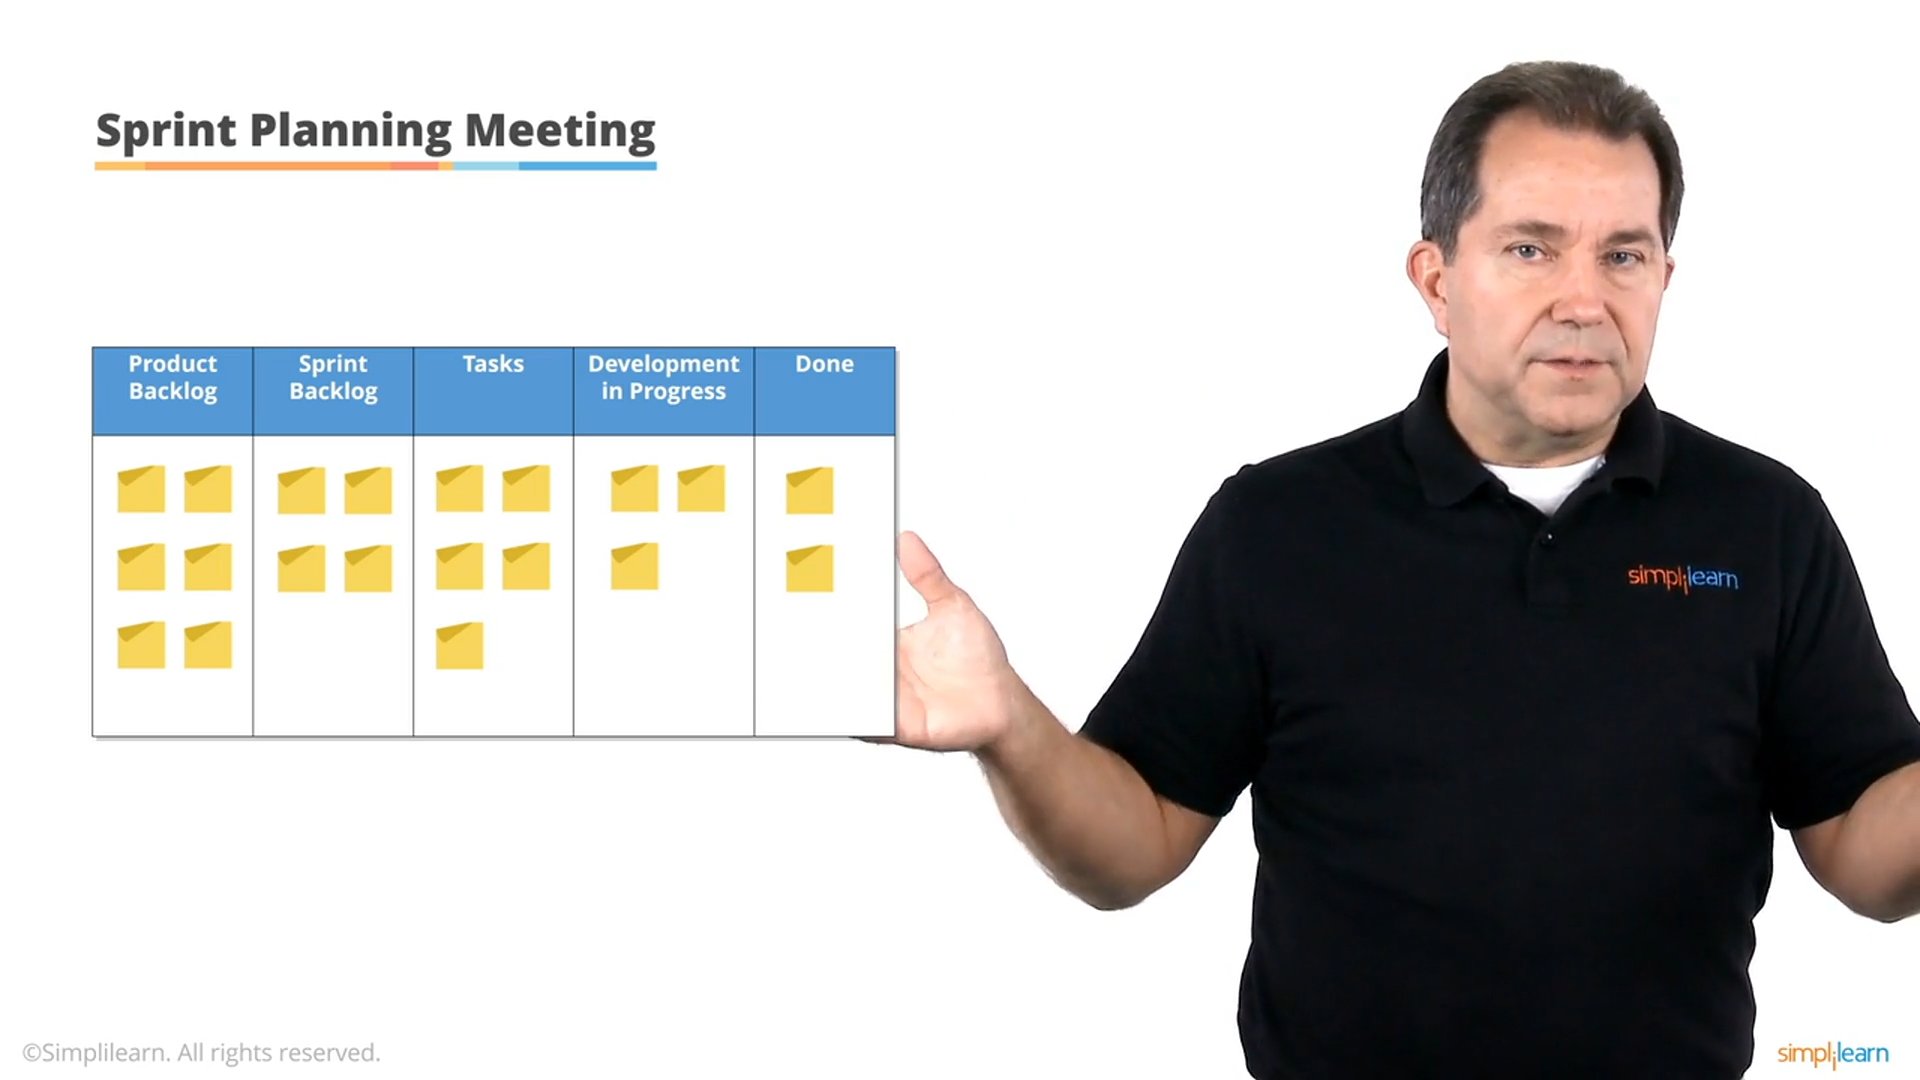 Sprint Planning Meeting
Product
Backlog
Sprint
Backlog
Tasks
Development
in Progress
Done
simplilearn
©Simplilearn. All rights reserved.
simplilearn